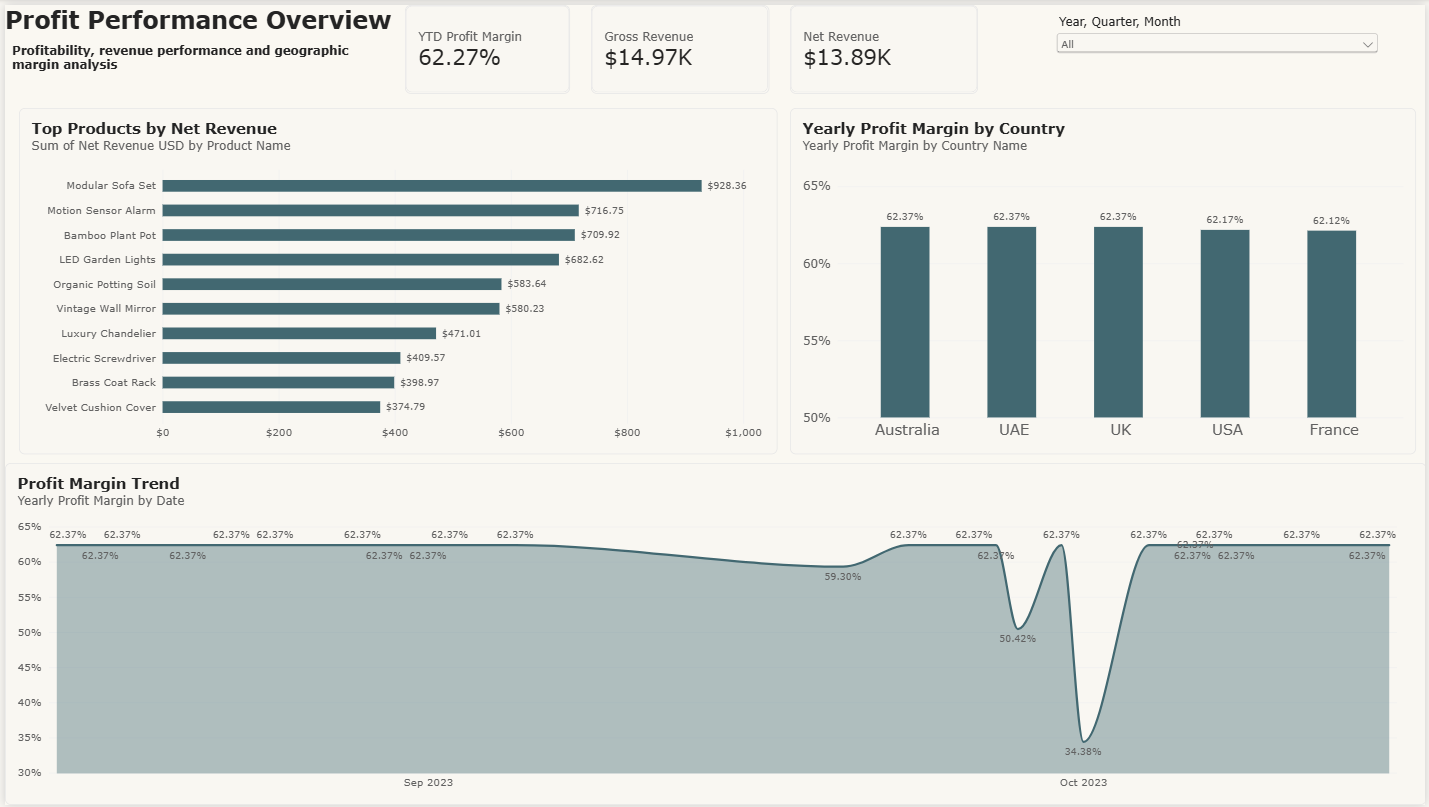 Profit Performance Overview
Profitability, revenue performance and geographic
margin analysis
YTD Profit Margin
62.27%
Gross Revenue
$14.97K
Net Revenue
$13.89K
Year, Quarter, Month
All
Top Products by Net Revenue
Sum of Net Revenue USD by Product Name
Modular Sofa Set $928.36
Motion Sensor Alarm $716.75
Bamboo Plant Pot $709.92
LED Garden Lights $682.62
Organic Potting Soil $583.64
Vintage Wall Mirror $580.23
Luxury Chandelier $471.01
Electric Screwdriver $409.57
Brass Coat Rack $398.97
Velvet Cushion Cover $374.79
$0 $200 $400 $600 $800 $1,000
Yearly Profit Margin by Country
Yearly Profit Margin by Country Name
65%
62.37% 62.37% 62.37% 62.17% 62.12%
60%
55%
50%
Australia UAE UK USA France
Profit Margin Trend
Yearly Profit Margin by Date
65%
62.37% 62.37% 62.37% 62.37% 62.37% 62.37% 62.37% 62.37% 62.37% 62.37% 62.37% 62.37% 62.37% 62.37%
62.37%
62.37% 62.37% 62.37% 62.37% 62.37% 62.37% 62.37% 62.37%
60%
59.30%
55%
50%
50.42%
45%
40%
35%
34.38%
30%
Sep 2023 Oct 2023